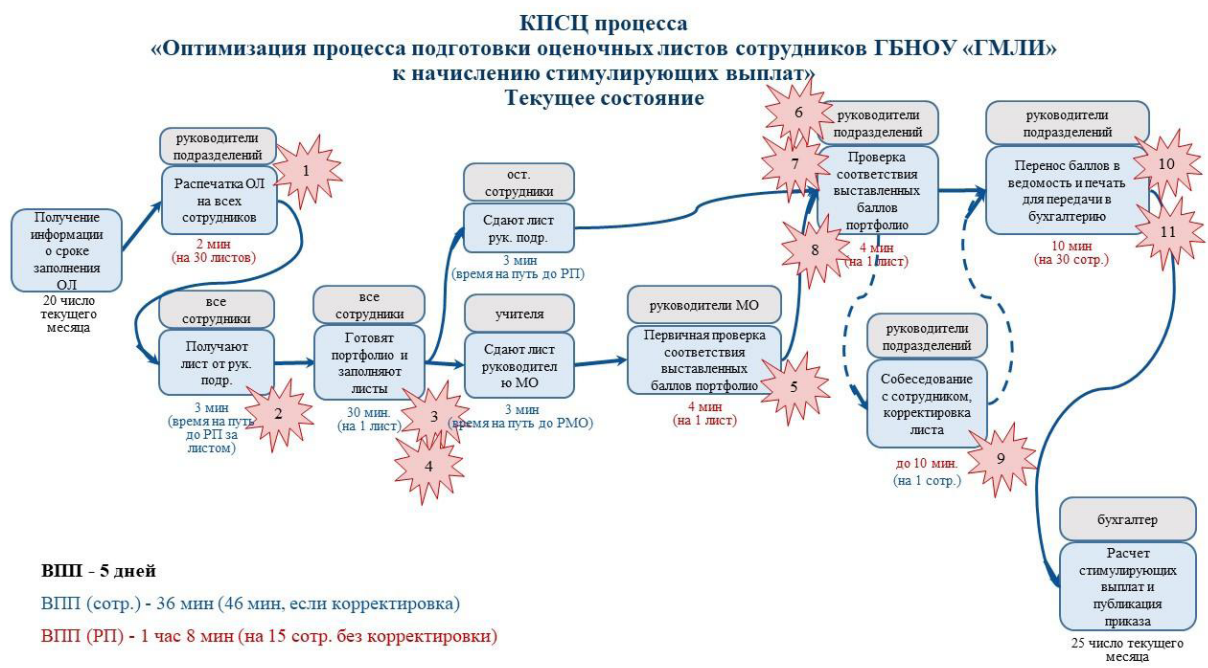 КПСЦ процесса
«Оптимизация процесса подготовки оценочных листов сотрудников ГБНОУ «ГМЛИ»
к начислению стимулирующих выплат»
Текущее состояние
Получение
информации
о сроке
заполнения
ОЛ
20 число
текущего
месяца
руководители
подразделений
1
Распечатка ОЛ
на всех
сотрудников
2 мин
(на 30 листов)
все
сотрудники
Получают
лист от рук.
подр.
2
3 мин
(время на путь
до РП за
листом)
все
сотрудники
Готовят
портфолио и
заполняют
листы
30 мин.
(на 1 лист)
3
4
ост.
сотрудники
Сдают лист
рук. подр.
3 мин
(время на путь до РП)
учителя
Сдают лист
руководител
ю МО
3 мин
(время на путь до РМО)
руководители МО
Первичная проверка
соответствия
выставленных
баллов портфолио
5
4 мин
(на 1 лист)
6
7
8
руководители
подразделений
Проверка
соответствия
выставленных
баллов
портфолио
4 мин
(на 1 лист)
руководители
подразделений
Собеседование
с сотрудником,
корректировка
листа
9
до 10 мин.
(на 1 сотр.)
руководители
подразделений
Перенос баллов в
ведомость и печать
для передачи в
бухгалтерию
10
11
10 мин
(на 30 сотр.)
бухгалтер
Расчет
стимулирующих
выплат и
публикация
приказа
25 число текущего
месяца
ВПП - 5 дней
ВПП (сотр.) - 36 мин (46 мин, если корректировка)
ВПП (РП) - 1 час 8 мин (на 15 сотр. без корректировки)